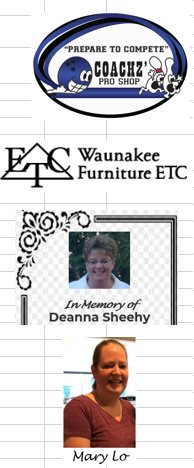 "PREPARE TO COMPETE"
COACHZ'
PRO SHOP
ETC
Waunakee
Furniture ETC
In Memory of
Deanna Sheehy
Mary Lo